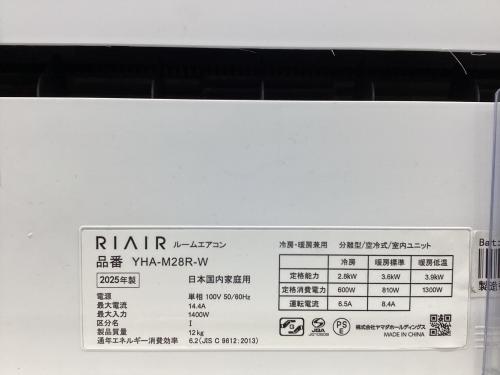 RIAIR ルームエアコン
品番 YHA-M28R-W
2025年製 日本国内家庭用
電源 単相 100V 50/60Hz
最大電流 14.4A
最大入力 1400W
区分名 I
製品質量 12kg
通年エネルギー消費効率 6.2(JIS C 9612:2013)
冷房・暖房兼用 分離型/空冷式/室内ユニット
冷房 暖房標準 暖房低温
定格能力 2.8kW 3.6kW 3.9kW
定格消費電力 600W 810W 1300W
運転電流 6.5A 8.4A
JBA
PS
E
株式会社ヤマダホールディングス
MADE IN CHINA